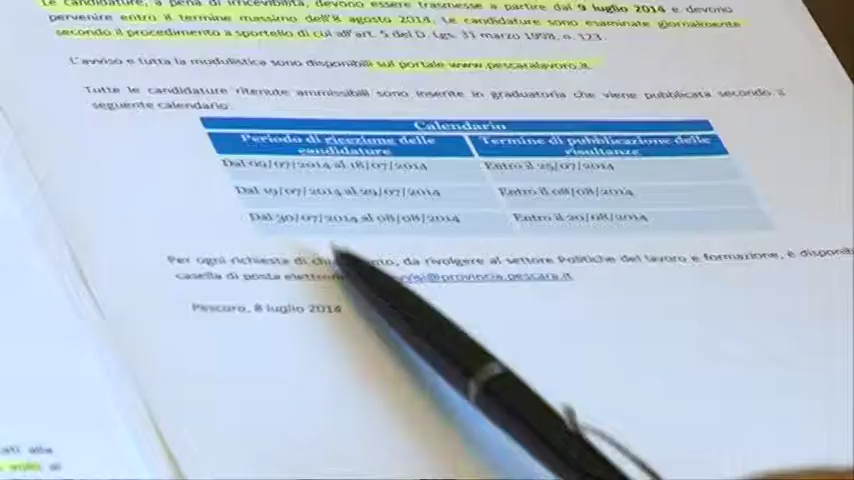 Le candidature, a pena di irricevibilità, devono essere trasmesse a partire dal 9 luglio 2014 e devono
pervenire entro il termine massimo dell'8 agosto 2014. Le candidature sono esaminate giornalmente
secondo il procedimento a sportello di cui all'art. 5 del D. Lgs. 31 marzo 1998, n. 123.
L'avviso e tutta la modulistica sono disponibili sul portale www.pescaralavoro.it.
Tutte le candidature ritenute ammissibili sono inserite in graduatoria che viene pubblicata secondo il
seguente calendario.
Calendario
Periodo di ricezione delle candidature
Termine di pubblicazione delle risultanze
Dal 09/07/2014 al 18/07/2014 Entro il 25/07/2014
Dal 19/07/2014 al 29/07/2014 Entro il 08/08/2014
Dal 30/07/2014 al 08/08/2014 Entro il 20/08/2014
Per ogni richiesta di, da rivolgere al settore Politiche del lavoro e formazione, è
casella di posta @provincia.pescara.it
Pescara, 8 luglio 2014
alla